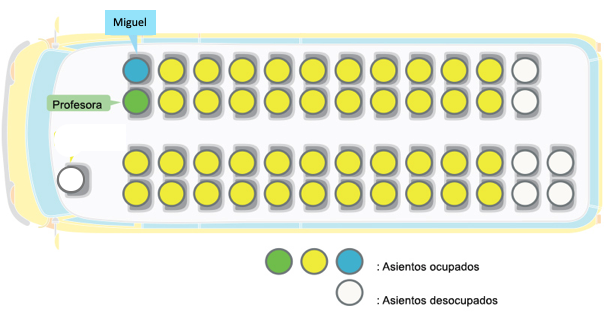 Miguel
Profesora
: Asientos ocupados
: Asientos desocupados